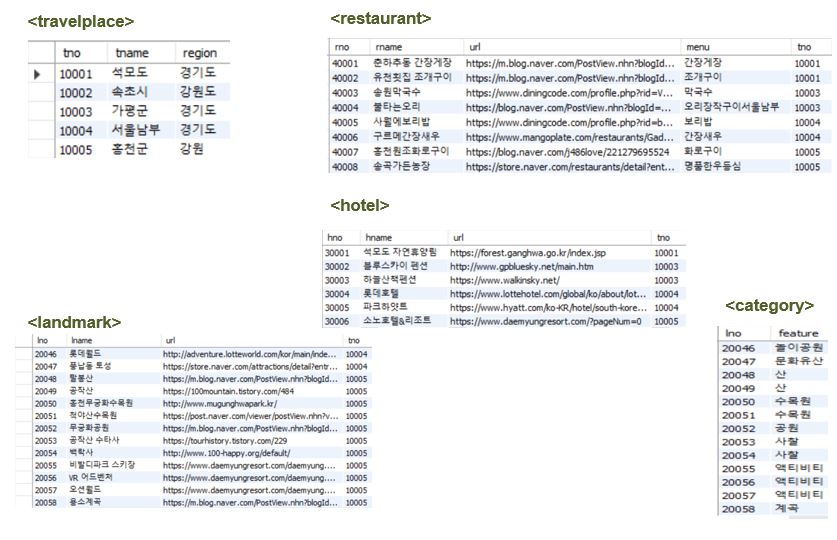 <travelplace>
tno tname region
10001 석모도 경기도
10002 속초시 강원도
10003 가평군 경기도
10004 서울남부 경기도
10005 홍천군 강원
<restaurant>
rno rname url menu tno
40001 춘하추동 간장게장 https://m.blog.naver.com/PostView.nhn?blogId... 간장게장 10001
40002 유천횟집 조개구이 https://m.blog.naver.com/PostView.nhn?blogId... 조개구이 10001
40003 송원막국수 https://www.diningcode.com/profile.php?rid=V... 막국수 10003
40004 불타는오리 https://blog.naver.com/PostView.nhn?blogId=... 오리장작구이서울남부 10003
40005 사월에보리밥 https://www.diningcode.com/profile.php?rid=b... 보리밥 10004
40006 구르메간장새우 https://www.mangoplate.com/restaurants/Gad... 간장새우 10004
40007 홍천원조화로구이 https://blog.naver.com/j486love/221279695524 화로구이 10005
40008 송곡가든농장 https://store.naver.com/restaurants/detail?ent... 명품한우등심 10005
<hotel>
hno hname url tno
30001 석모도 자연휴양림 https://forest.ganghwa.go.kr/index.jsp 10001
30002 블루스카이 펜션 http://www.gpbluesky.net/main.htm 10003
30003 하늘산책펜션 http://www.walkinsky.net/ 10003
30004 롯데호텔 https://www.lottehotel.com/global/ko/about/lot... 10004
30005 파크하얏트 https://www.hyatt.com/ko-KR/hotel/south-kore... 10004
30006 소노호텔&리조트 https://www.daemyungresort.com/?pageNum=0 10005
<landmark>
lno lname url tno
20046 롯데월드 http://adventure.lotteworld.com/kor/main/inde... 10004
20047 풍납동 토성 https://store.naver.com/attractions/detail?entr... 10004
20048 팔봉산 https://m.blog.naver.com/PostView.nhn?blogId... 10005
20049 공작산 https://100mountain.tistory.com/484 10005
20050 홍천무궁화수목원 http://www.mugunghwapark.kr/ 10005
20051 척야산수목원 https://post.naver.com/viewer/postView.nhn?v... 10005
20052 무궁화공원 https://m.blog.naver.com/PostView.nhn?blogId... 10005
20053 공작산 수타사 https://tourhistory.tistory.com/229 10005
20054 백락사 http://www.100-happy.org/default/ 10005
20055 비발디파크 스키장 https://www.daemyungresort.com/daemyung.... 10005
20056 VR 어드벤처 https://www.daemyungresort.com/daemyung.... 10005
20057 오션월드 https://www.daemyungresort.com/daemyung.... 10005
20058 용소계곡 https://m.blog.naver.com/PostView.nhn?blogId... 10005
<category>
lno feature
20046 놀이공원
20047 문화유산
20048 산
20049 산
20050 수목원
20051 수목원
20052 공원
20053 사찰
20054 사찰
20055 액티비티
20056 액티비티
20057 액티비티
20058 계곡